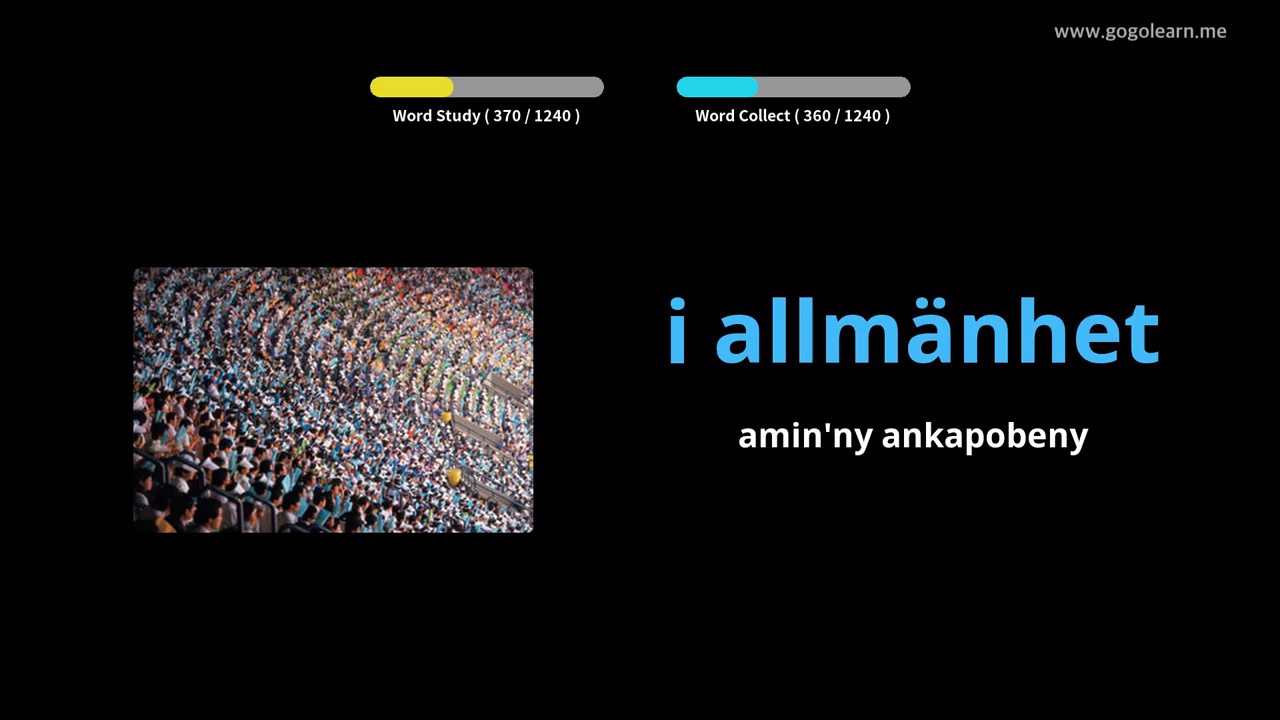 www.gogolearn.me
Word Study ( 370 / 1240 )
Word Collect ( 360 / 1240 )
i allmänhet
amin'ny ankapobeny